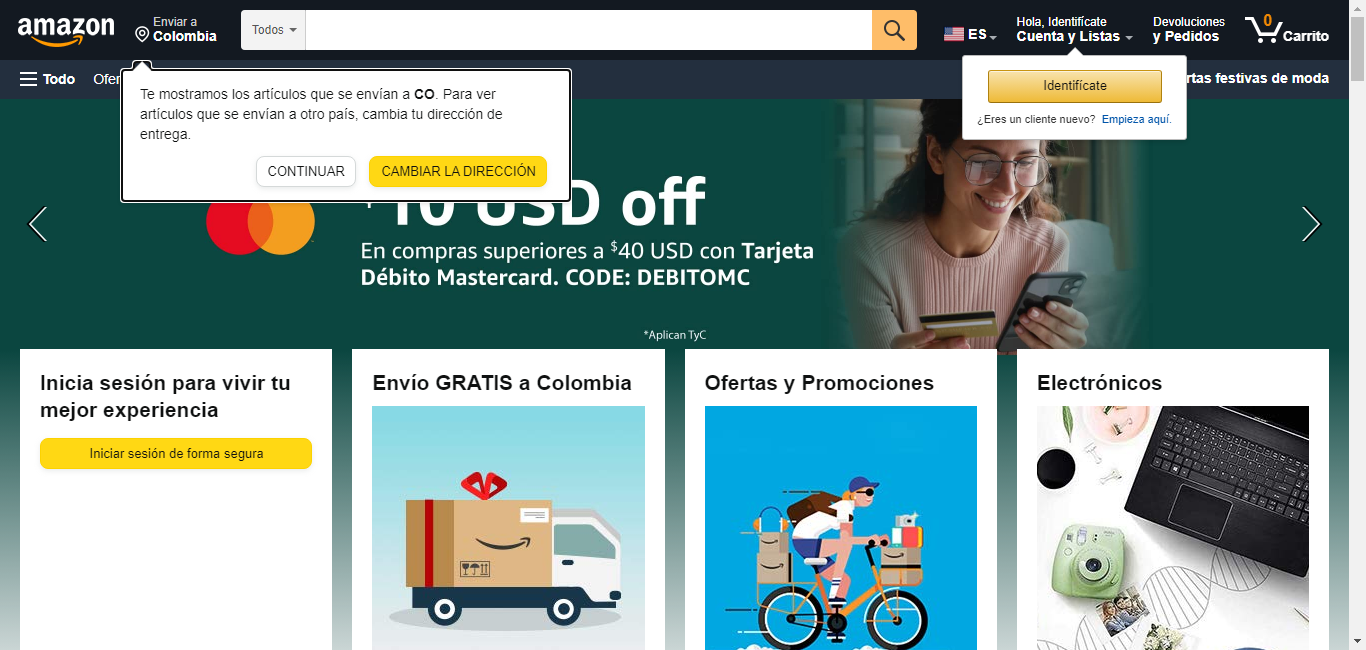 amazon
Enviar a
Colombia
Todos
ES
Hola, Identifícate
Cuenta y Listas
Devoluciones
y Pedidos
0
Carrito
Todo
Ofer
rtas festivas de moda
Te mostramos los artículos que se envían a CO. Para ver
artículos que se envían a otro país, cambia tu dirección de
entrega.
CONTINUAR
CAMBIAR LA DIRECCIÓN
Identifícate
¿Eres un cliente nuevo? Empieza aquí.
$10 USD off
En compras superiores a $40 USD con Tarjeta
Débito Mastercard. CODE: DEBITOMC
*Aplican TyC
Inicia sesión para vivir tu
mejor experiencia
Iniciar sesión de forma segura
Envío GRATIS a Colombia
Ofertas y Promociones
Electrónicos